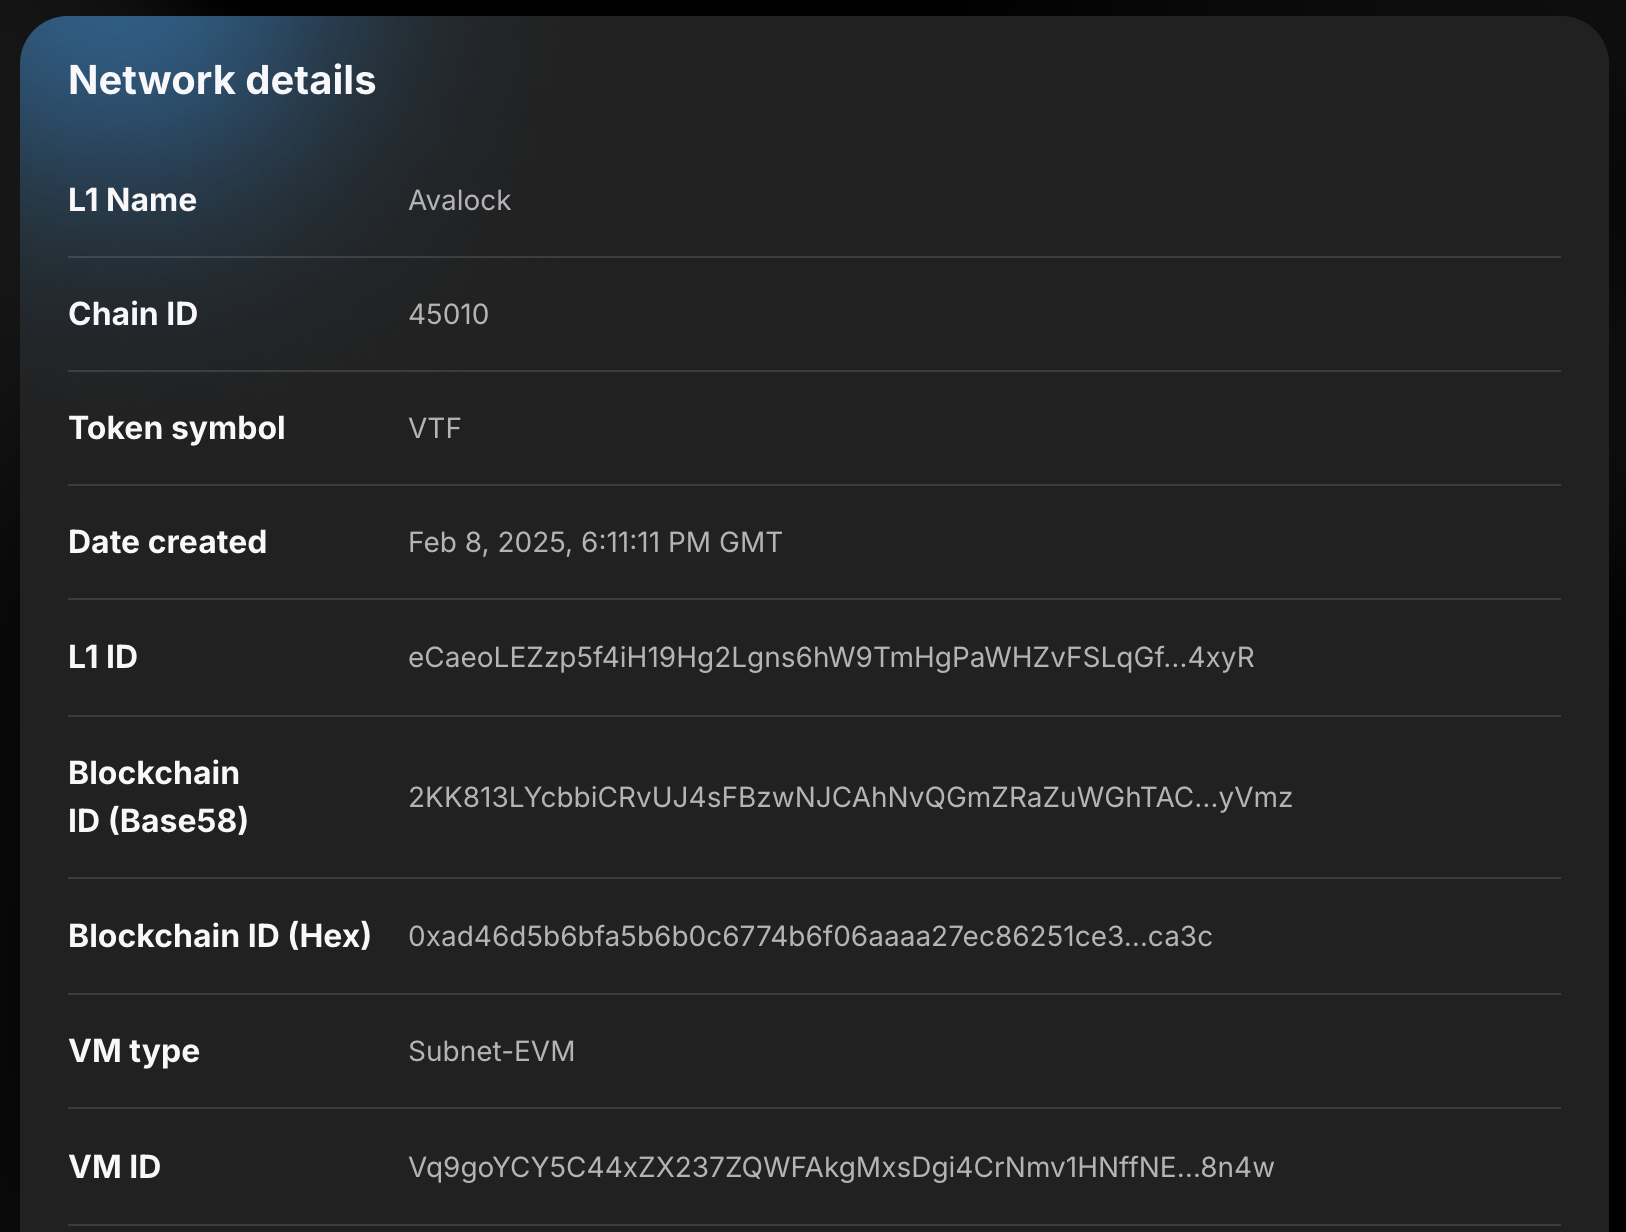 Network details
L1 Name Avalock
Chain ID 45010
Token symbol VTF
Date created Feb 8, 2025, 6:11:11 PM GMT
L1 ID eCaeoLEZzp5f4iH19Hg2Lgns6hW9TmHgPaWHZvFSLqGf...4xyR
Blockchain
ID (Base58) 2KK813LYcbbiCRvUJ4sFBzwNJCAhNvQGmZRaZuWGhTAC...yVmz
Blockchain ID (Hex) 0xad46d5b6bfa5b6b0c6774b6f06aaaa27ec86251ce3...ca3c
VM type Subnet-EVM
VM ID Vq9goYCY5C44xZX237ZQWFAkgMxsDgi4CrNmv1HNffNE...8n4w